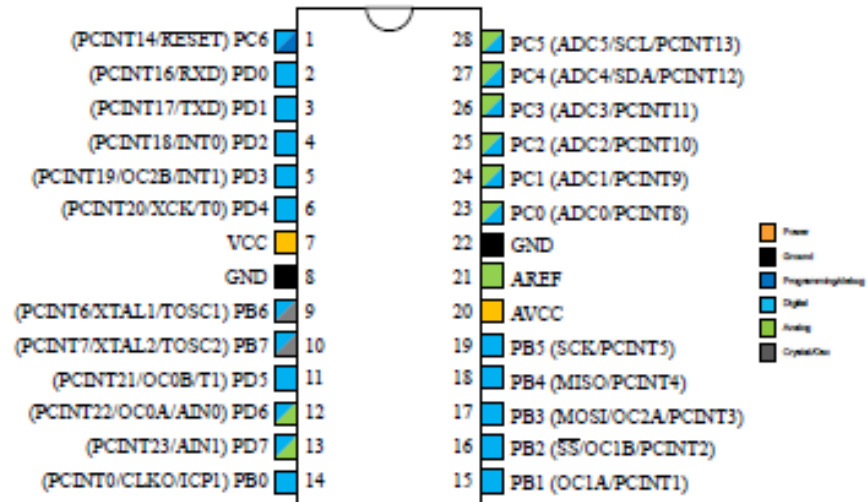 (PCINT14/RESET) PC6 1
(PCINT16/RXD) PD0 2
(PCINT17/TXD) PD1 3
(PCINT18/INT0) PD2 4
(PCINT19/OC2B/INT1) PD3 5
(PCINT20/XCK/T0) PD4 6
VCC 7
GND 8
(PCINT6/XTAL1/TOSC1) PB6 9
(PCINT7/XTAL2/TOSC2) PB7 10
(PCINT21/OC0B/T1) PD5 11
(PCINT22/OC0A/AIN0) PD6 12
(PCINT23/AIN1) PD7 13
(PCINT0/CLKO/ICP1) PB0 14
28 PC5 (ADC5/SCL/PCINT13)
27 PC4 (ADC4/SDA/PCINT12)
26 PC3 (ADC3/PCINT11)
25 PC2 (ADC2/PCINT10)
24 PC1 (ADC1/PCINT9)
23 PC0 (ADC0/PCINT8)
22 GND
21 AREF
20 AVCC
19 PB5 (SCK/PCINT5)
18 PB4 (MISO/PCINT4)
17 PB3 (MOSI/OC2A/PCINT3)
16 PB2 (SS/OC1B/PCINT2)
15 PB1 (OC1A/PCINT1)
Power
Ground
Programming/debug
Digital
Analog
Crystal/Osc